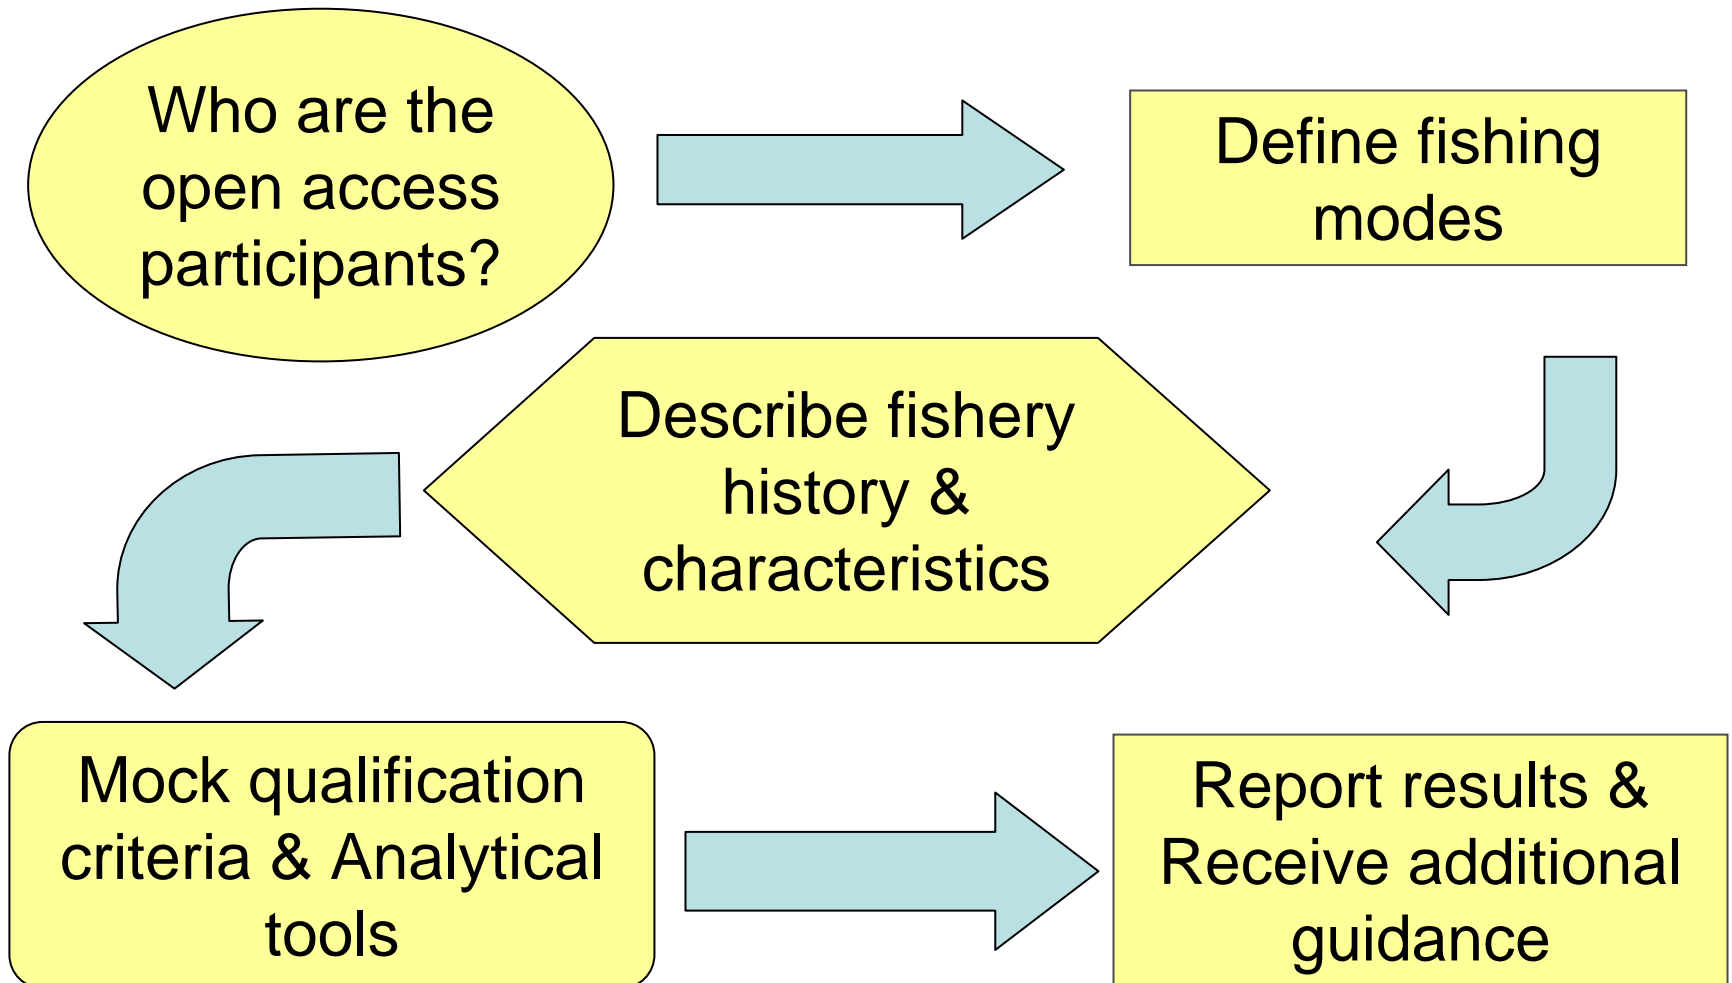 Who are the
open access
participants?
Define fishing
modes
Describe fishery
history &
characteristics
Mock qualification
criteria & Analytical
tools
Report results &
Receive additional
guidance